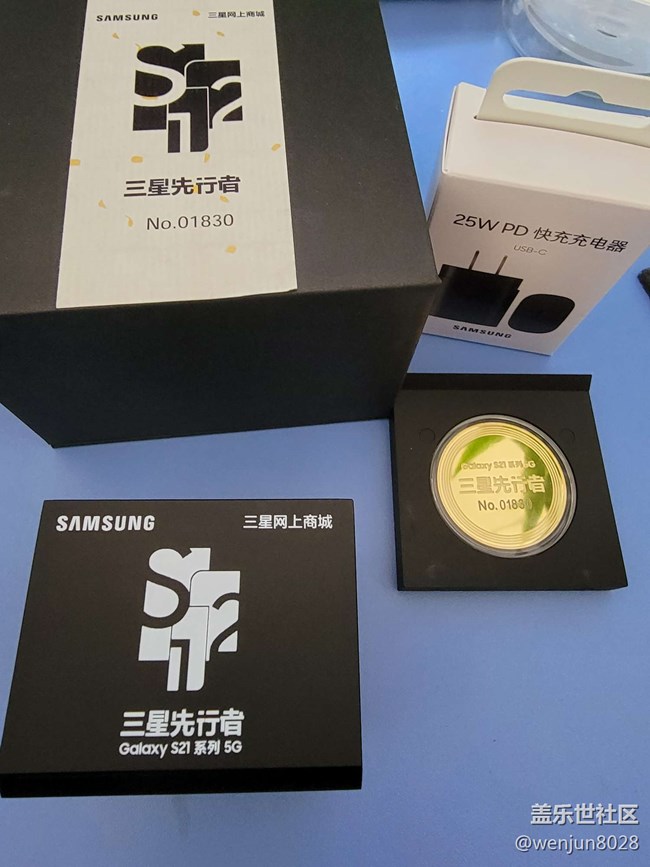 SAMSUNG 三星网上商城
S21
三星先行者
No.01830
25W PD 快充充电器
USB-C
SAMSUNG
Galaxy S21 系列 5G
三星先行者
No.01830
SAMSUNG 三星网上商城
S21
三星先行者
Galaxy S21 系列 5G
盖乐世社区
@wenjun8028